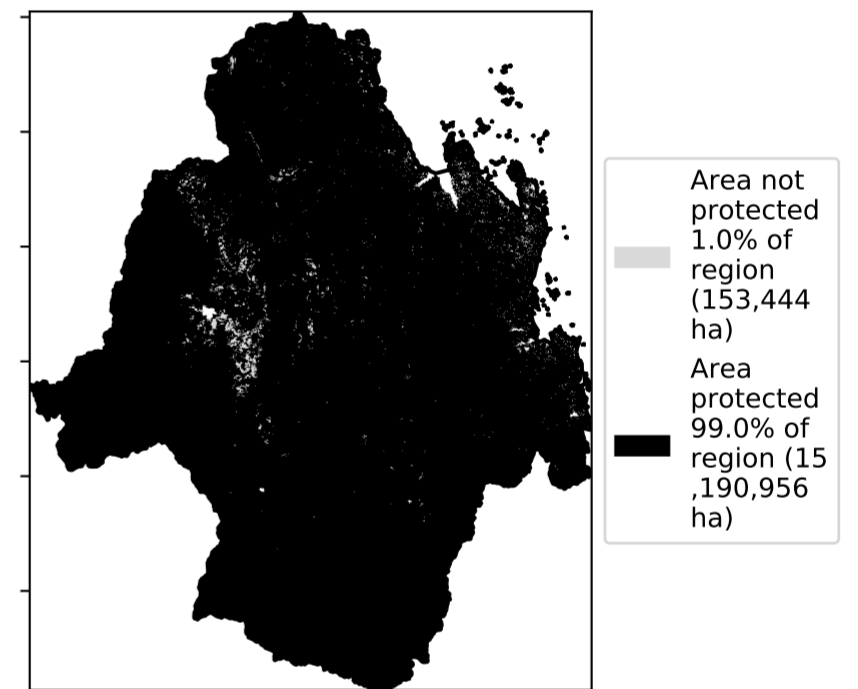 Area not
protected
1.0% of
region
(153,444
ha)
Area
protected
99.0% of
region (15
,190,956
ha)